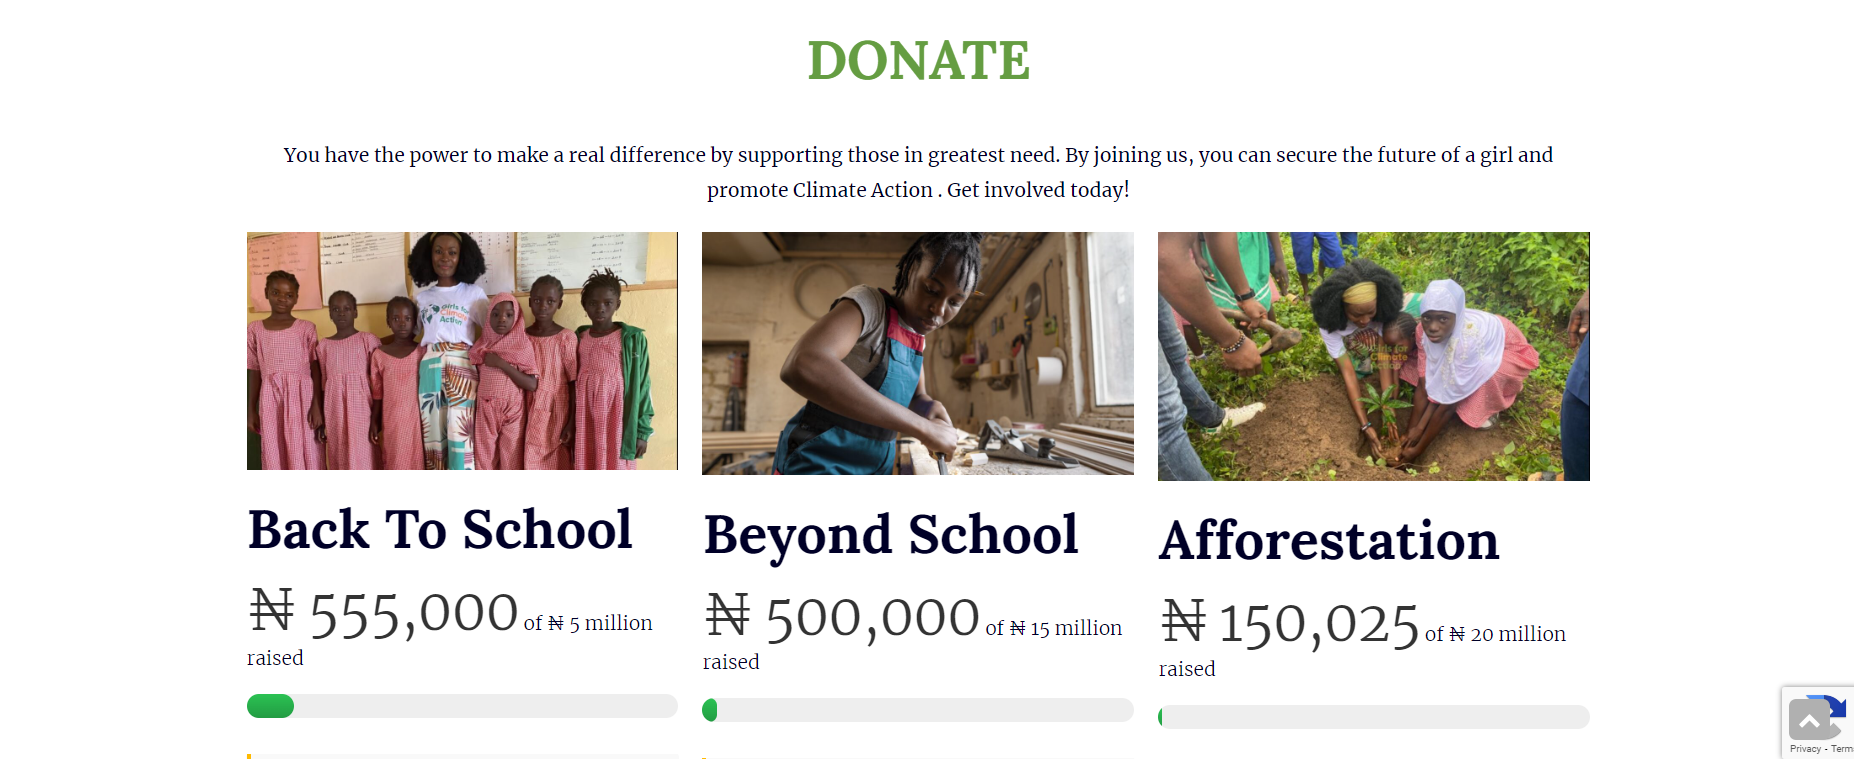 DONATE
You have the power to make a real difference by supporting those in greatest need. By joining us, you can secure the future of a girl and
promote Climate Action . Get involved today!
Girls for
Climate
Action
Girls for
Climate
Action
Back To School
₦ 555,000 of ₦ 5 million
raised
Beyond School
₦ 500,000 of ₦ 15 million
raised
Afforestation
₦ 150,025 of ₦ 20 million
raised
Privacy - Term